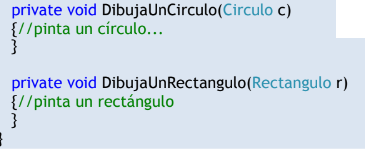 private void DibujaUnCirculo(Circulo c)
{//pinta un círculo...
}
private void DibujaUnRectangulo(Rectangulo r)
{//pinta un rectángulo
}
}